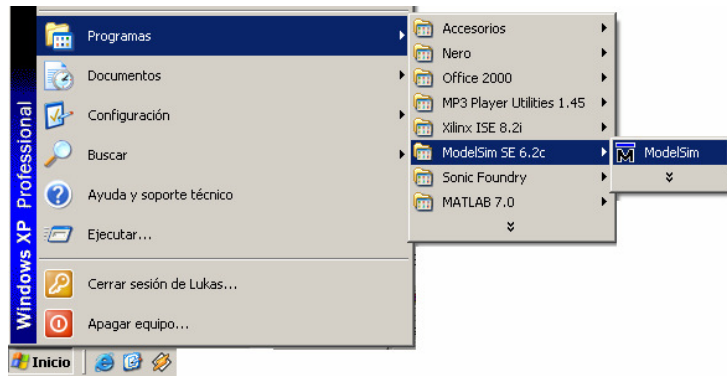 Windows XP Professional
Programas
Documentos
Configuración
Buscar
Ayuda y soporte técnico
Ejecutar...
Cerrar sesión de Lukas...
Apagar equipo...
Inicio
Accesorios
Nero
Office 2000
MP3 Player Utilities 1.45
Xilinx ISE 8.2i
ModelSim SE 6.2c
Sonic Foundry
MATLAB 7.0
ModelSim